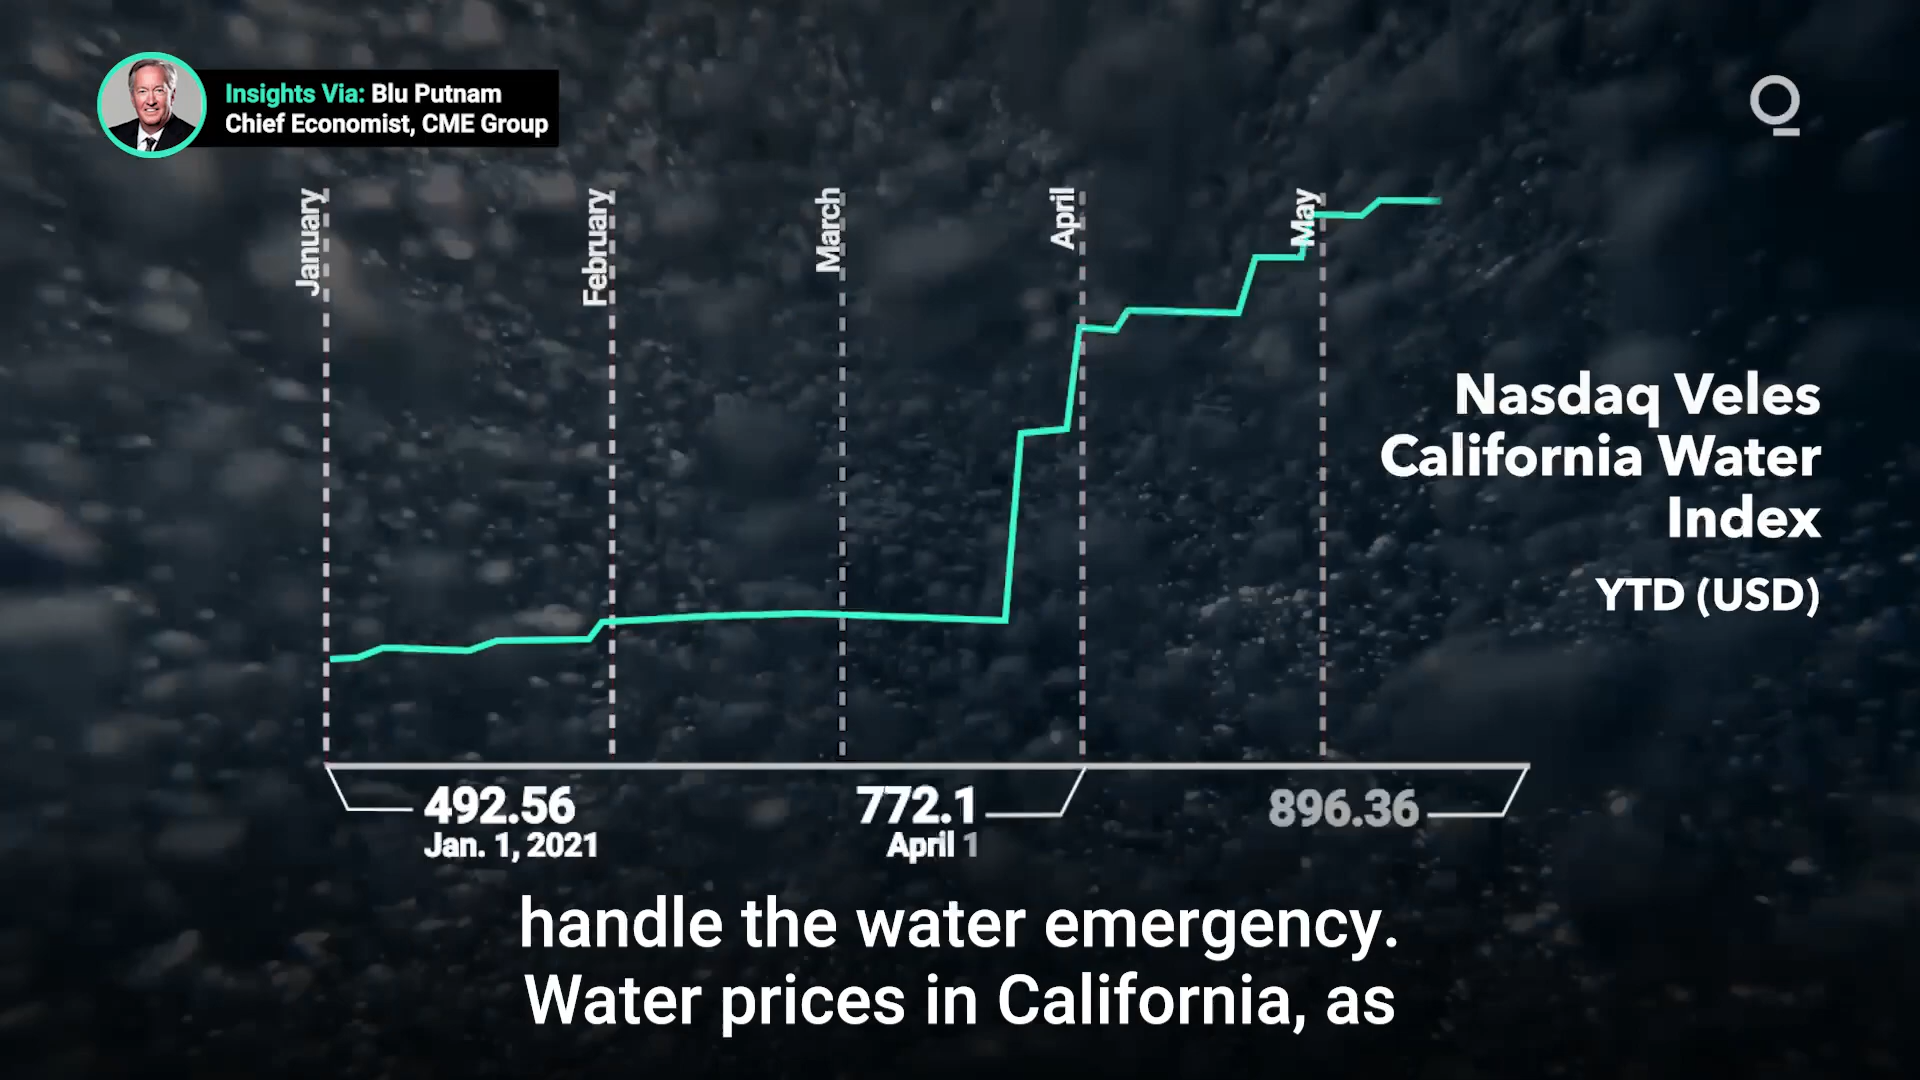 Insights Via: Blu Putnam
Chief Economist, CME Group
January
February
March
April
May
Nasdaq Veles
California Water
Index
YTD (USD)
492.56
Jan. 1, 2021
772.1
April 1
896.36
handle the water emergency.
Water prices in California, as